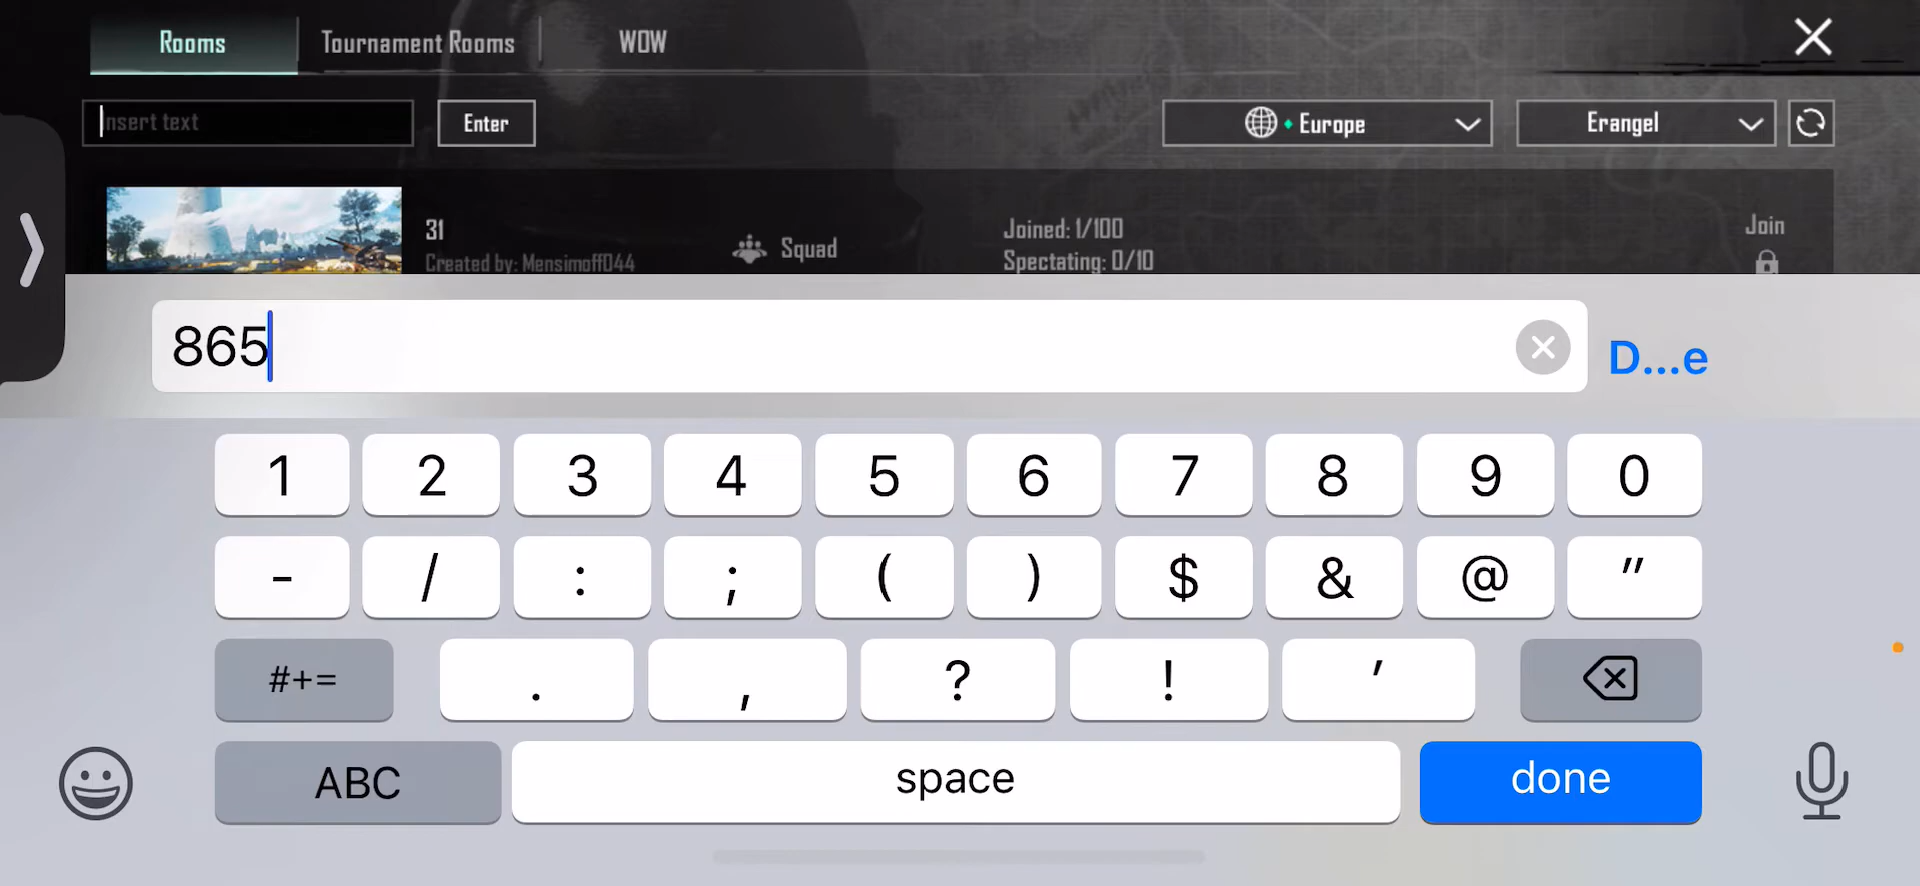 Rooms
Tournament Rooms
WOW
Insert text
Enter
Europe
Erangel
31
Created by: Mensimoff044
Squad
Joined: 1/100
Spectating: 0/10
Join
865
D...e
1 2 3 4 5 6 7 8 9 0
- / : ; ( ) $ & @ "
#+= . , ? ! '
ABC space done